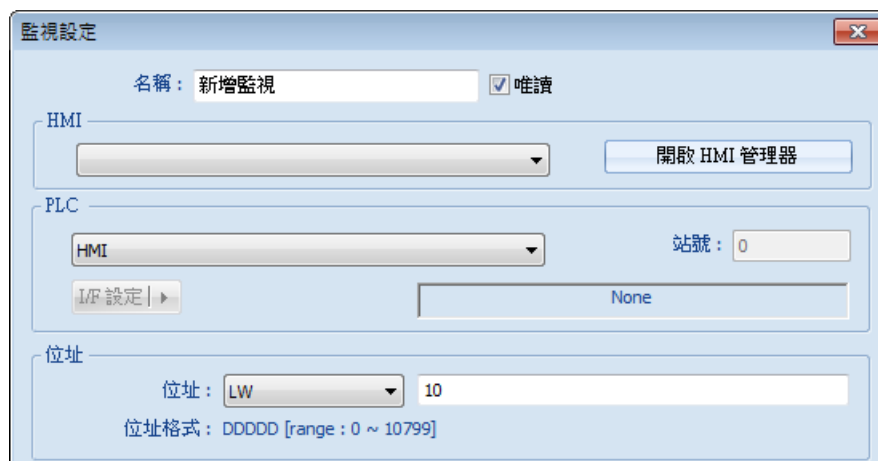 監視設定
名稱： 新增監視 唯讀
HMI
開啟 HMI 管理器
PLC
HMI 站號： 0
I/F 設定 None
位址
位址： LW 10
位址格式： DDDDD [range : 0 ~ 10799]